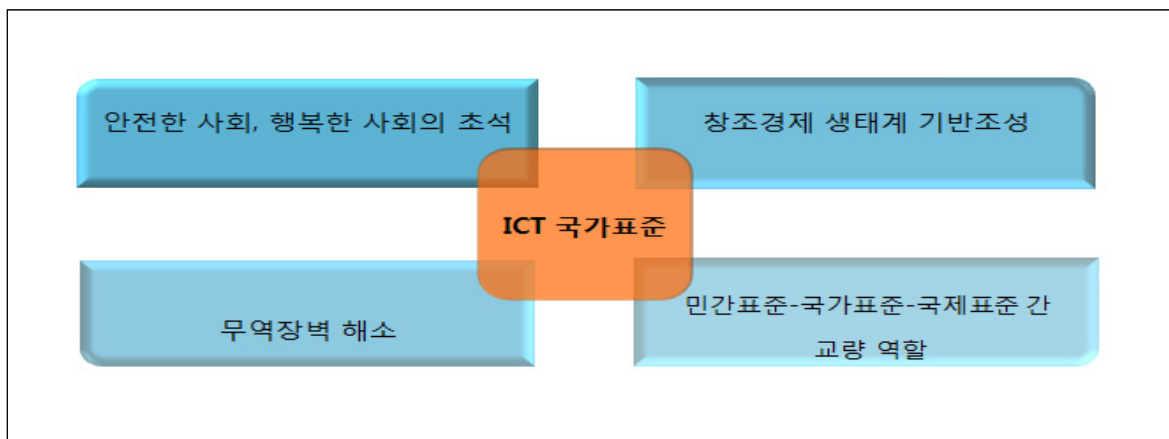 안전한 사회, 행복한 사회의 초석
창조경제 생태계 기반조성
ICT 국가표준
무역장벽 해소
민간표준-국가표준-국제표준 간
교량 역할